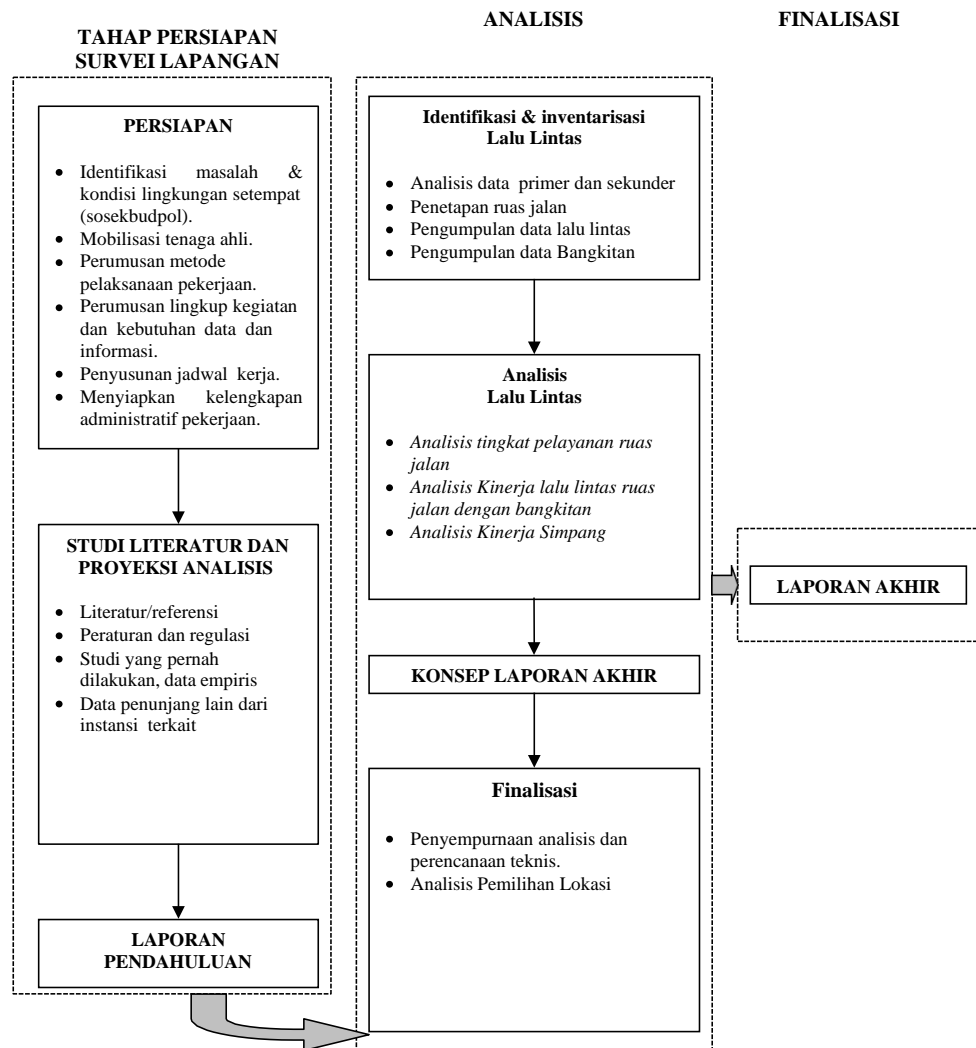 TAHAP PERSIAPAN
SURVEI LAPANGAN
PERSIAPAN
• Identifikasi masalah &
kondisi lingkungan setempat
(sosekbudpol).
• Mobilisasi tenaga ahli.
• Perumusan metode
pelaksanaan pekerjaan.
• Perumusan lingkup kegiatan
dan kebutuhan data dan
informasi.
• Penyusunan jadwal kerja.
• Menyiapkan kelengkapan
administratif pekerjaan.
STUDI LITERATUR DAN
PROYEKSI ANALISIS
• Literatur/referensi
• Peraturan dan regulasi
• Studi yang pernah
dilakukan, data empiris
• Data penunjang lain dari
instansi terkait
LAPORAN
PENDAHULUAN
ANALISIS
Identifikasi & inventarisasi
Lalu Lintas
• Analisis data primer dan sekunder
• Penetapan ruas jalan
• Pengumpulan data lalu lintas
• Pengumpulan data Bangkitan
Analisis
Lalu Lintas
• Analisis tingkat pelayanan ruas
jalan
• Analisis Kinerja lalu lintas ruas
jalan dengan bangkitan
• Analisis Kinerja Simpang
KONSEP LAPORAN AKHIR
Finalisasi
• Penyempurnaan analisis dan
perencanaan teknis.
• Analisis Pemilihan Lokasi
FINALISASI
LAPORAN AKHIR